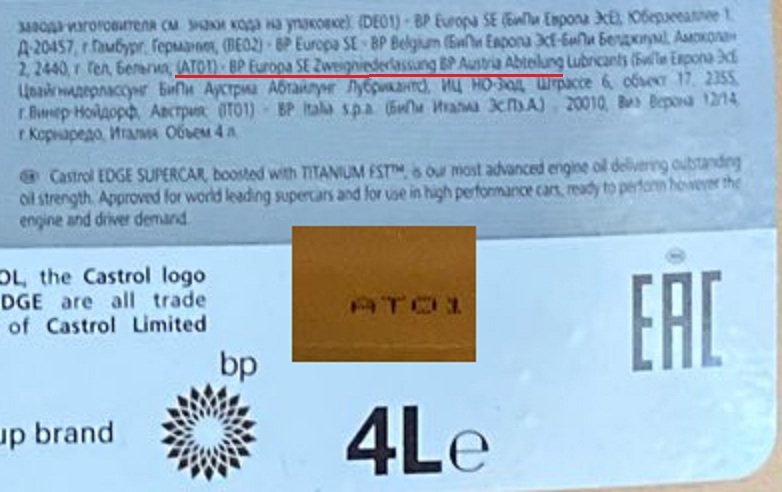 завода-изготовителя см. знаки кода на упаковке). (DE01) - BP Europa SE (БиПи Европа ЭсЕ), Юберзееаллее 1,
Д-20457, г.Гамбург, Германия, (BE02) - BP Europa SE - BP Belgium (БиПи Европа ЭсЕ-БиПи Белджиум), Амоколан
2, 2440, г. Гел, Бельгия, (AT01) - BP Europa SE Zweigniederlassung BP Austria Abteilung Lubricants (БиПи Европа ЭсЕ
Цвайгнидерлассунг БиПи Аустриа Абтайлунг Лубрикантс), ИЦ НО-Зюд, Штрассе 6, объект 17, 2355,
г.Винер-Нойдорф, Австрия; (IT01) - BP Italia s.p.a. (БиПи Италиа Эс.Пэ.А.) , 20010, Виа Верона 12/14,
г.Корнаредо, Италия. Объем 4 л.
GB Castrol EDGE SUPERCAR, boosted with TITANIUM FST™, is our most advanced engine oil delivering outstanding
oil strength. Approved for world leading supercars and for use in high performance cars, ready to perform however the
engine and driver demand.
OL, the Castrol logo
DGE are all trade
of Castrol Limited
AT01
EAC
bp
up brand
4L e